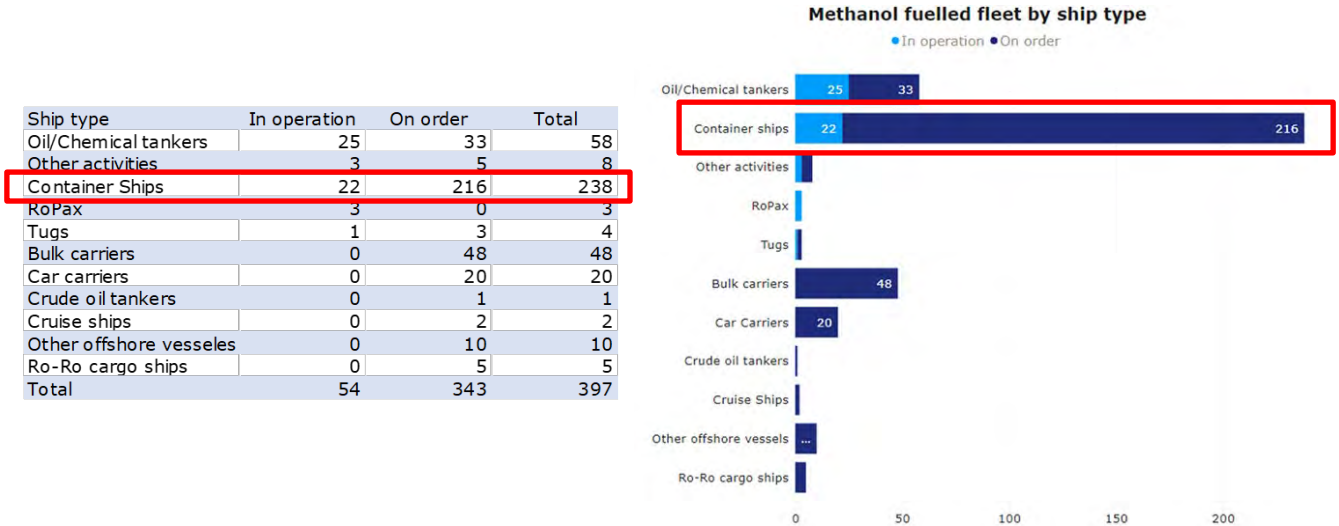 Ship type In operation On order Total
Oil/Chemical tankers 25 33 58
Other activities 3 5 8
Container Ships 22 216 238
RoPax 3 0 3
Tugs 1 3 4
Bulk carriers 0 48 48
Car carriers 0 20 20
Crude oil tankers 0 1 1
Cruise ships 0 2 2
Other offshore vesseles 0 10 10
Ro-Ro cargo ships 0 5 5
Total 54 343 397
Methanol fuelled fleet by ship type
In operation On order
Oil/Chemical tankers 25 33
Container ships 22 216
Other activities
RoPax
Tugs
Bulk carriers 48
Car Carriers 20
Crude oil tankers
Cruise Ships
Other offshore vessels ...
Ro-Ro cargo ships
0 50 100 150 200